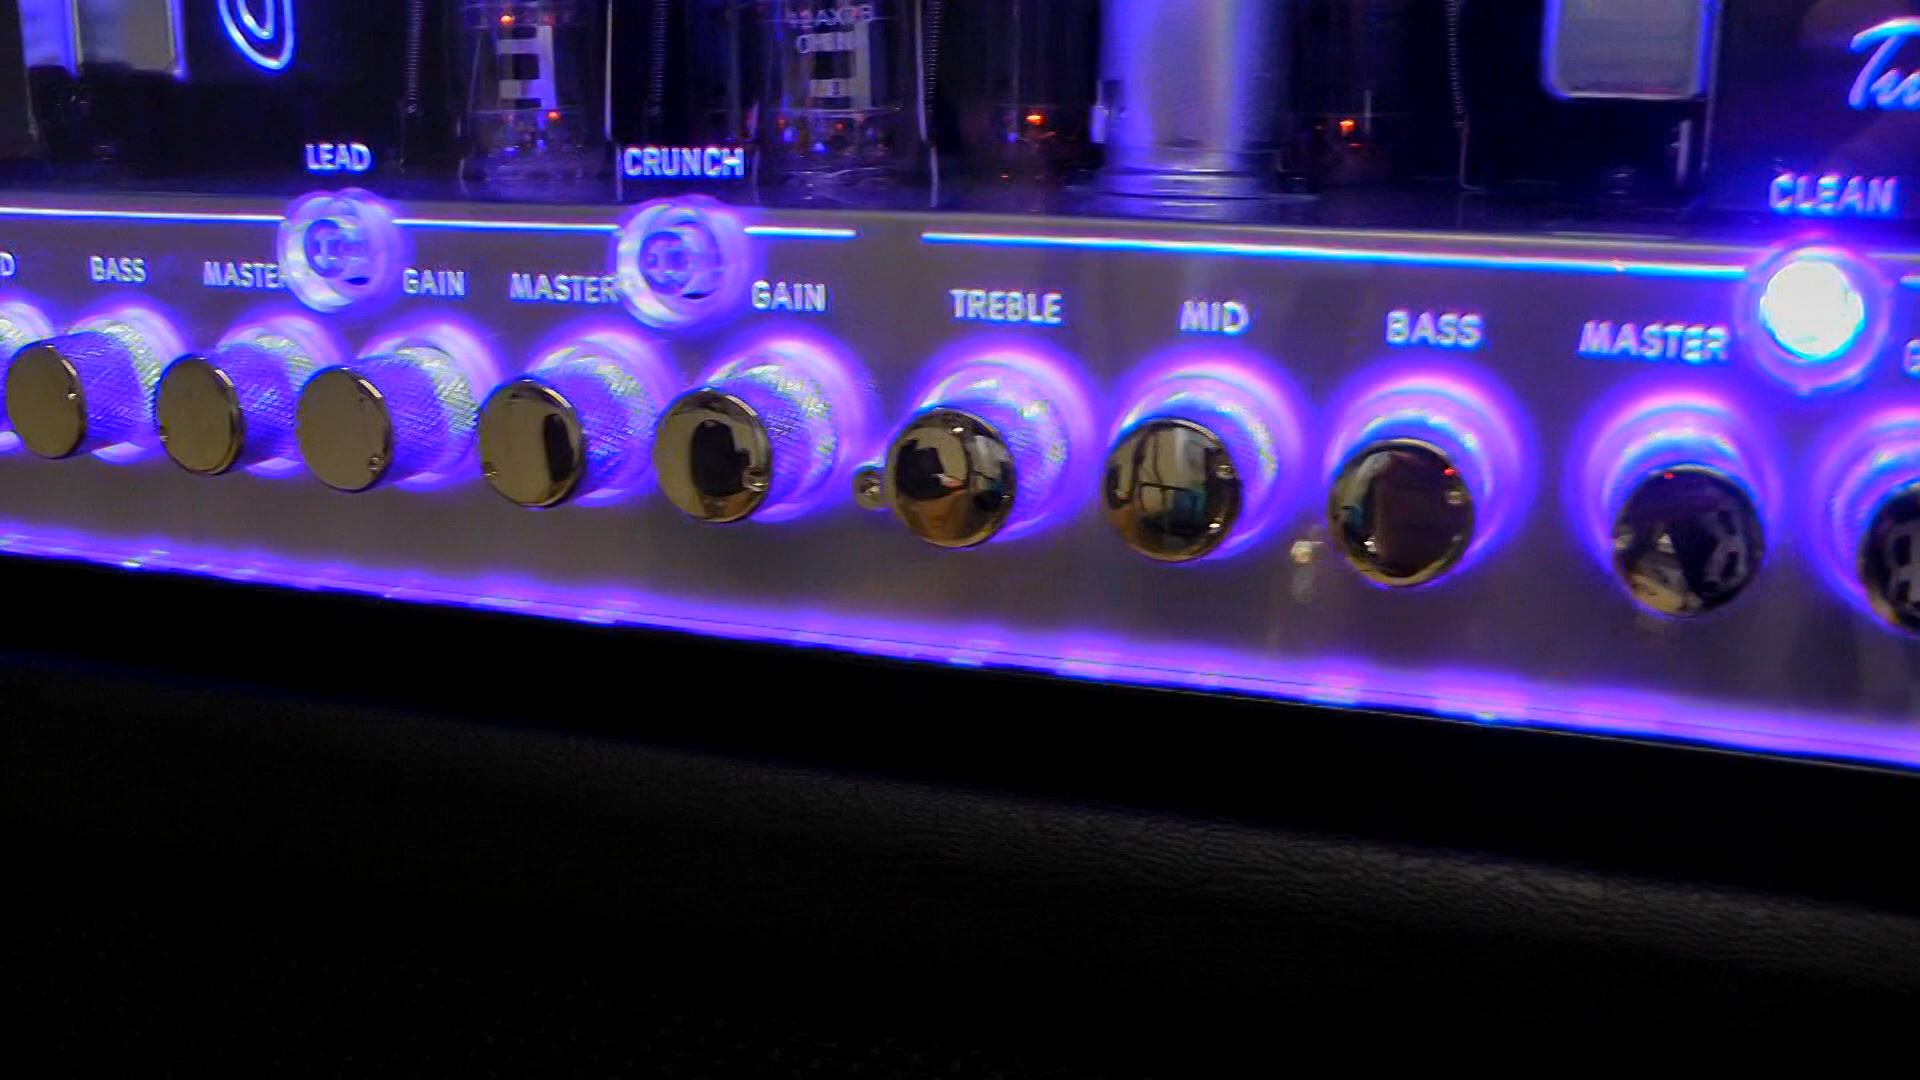 LEAD
CRUNCH
CLEAN
BASS
MASTER
GAIN
MASTER
GAIN
TREBLE
MID
BASS
MASTER